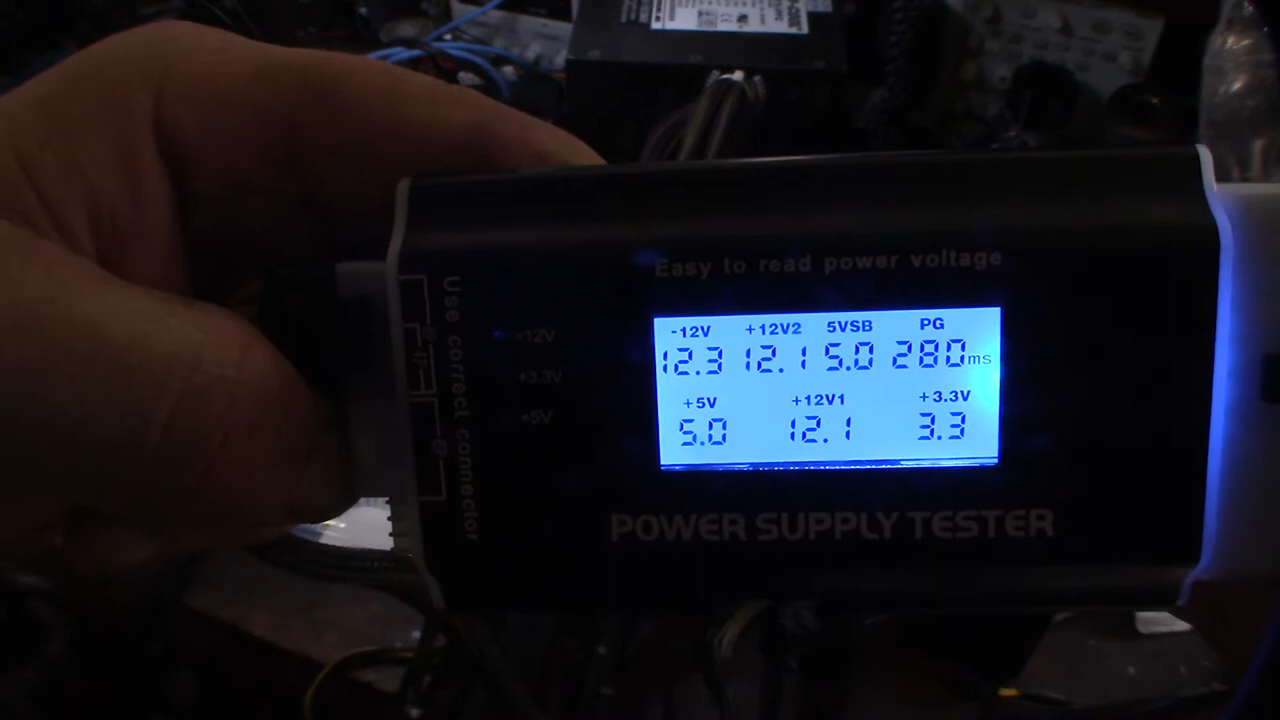 Easy to read power voltage
-12V +12V2 5VSB PG
12.3 12.1 5.0 280ms
+5V +12V1 +3.3V
5.0 12.1 3.3
POWER SUPPLY TESTER
Use correct connector
+12V
+3.3V
+5V